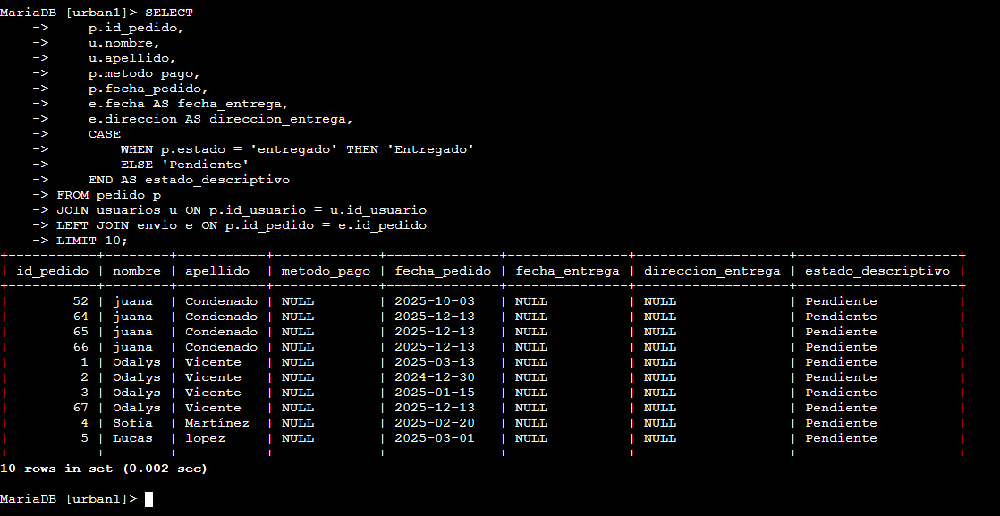 MariaDB [urban1]> SELECT
    ->     p.id_pedido,
    ->     u.nombre,
    ->     u.apellido,
    ->     p.metodo_pago,
    ->     p.fecha_pedido,
    ->     e.fecha AS fecha_entrega,
    ->     e.direccion AS direccion_entrega,
    ->     CASE
    ->         WHEN p.estado = 'entregado' THEN 'Entregado'
    ->         ELSE 'Pendiente'
    ->     END AS estado_descriptivo
    -> FROM pedido p
    -> JOIN usuarios u ON p.id_usuario = u.id_usuario
    -> LEFT JOIN envio e ON p.id_pedido = e.id_pedido
    -> LIMIT 10;
+-----------+---------+-----------+-------------+--------------+---------------+-------------------+--------------------+
| id_pedido | nombre | apellido | metodo_pago | fecha_pedido | fecha_entrega | direccion_entrega | estado_descriptivo |
+-----------+---------+-----------+-------------+--------------+---------------+-------------------+--------------------+
| 52 | juana | Condenado | NULL | 2025-10-03 | NULL | NULL | Pendiente |
| 64 | juana | Condenado | NULL | 2025-12-13 | NULL | NULL | Pendiente |
| 65 | juana | Condenado | NULL | 2025-12-13 | NULL | NULL | Pendiente |
| 66 | juana | Condenado | NULL | 2025-12-13 | NULL | NULL | Pendiente |
| 1 | Odalys | Vicente | NULL | 2025-03-13 | NULL | NULL | Pendiente |
| 2 | Odalys | Vicente | NULL | 2024-12-30 | NULL | NULL | Pendiente |
| 3 | Odalys | Vicente | NULL | 2025-01-15 | NULL | NULL | Pendiente |
| 67 | Odalys | Vicente | NULL | 2025-12-13 | NULL | NULL | Pendiente |
| 4 | Sofía | Martínez | NULL | 2025-02-20 | NULL | NULL | Pendiente |
| 5 | Lucas | lopez | NULL | 2025-03-01 | NULL | NULL | Pendiente |
+-----------+---------+-----------+-------------+--------------+---------------+-------------------+--------------------+
10 rows in set (0.002 sec)
MariaDB [urban1]>